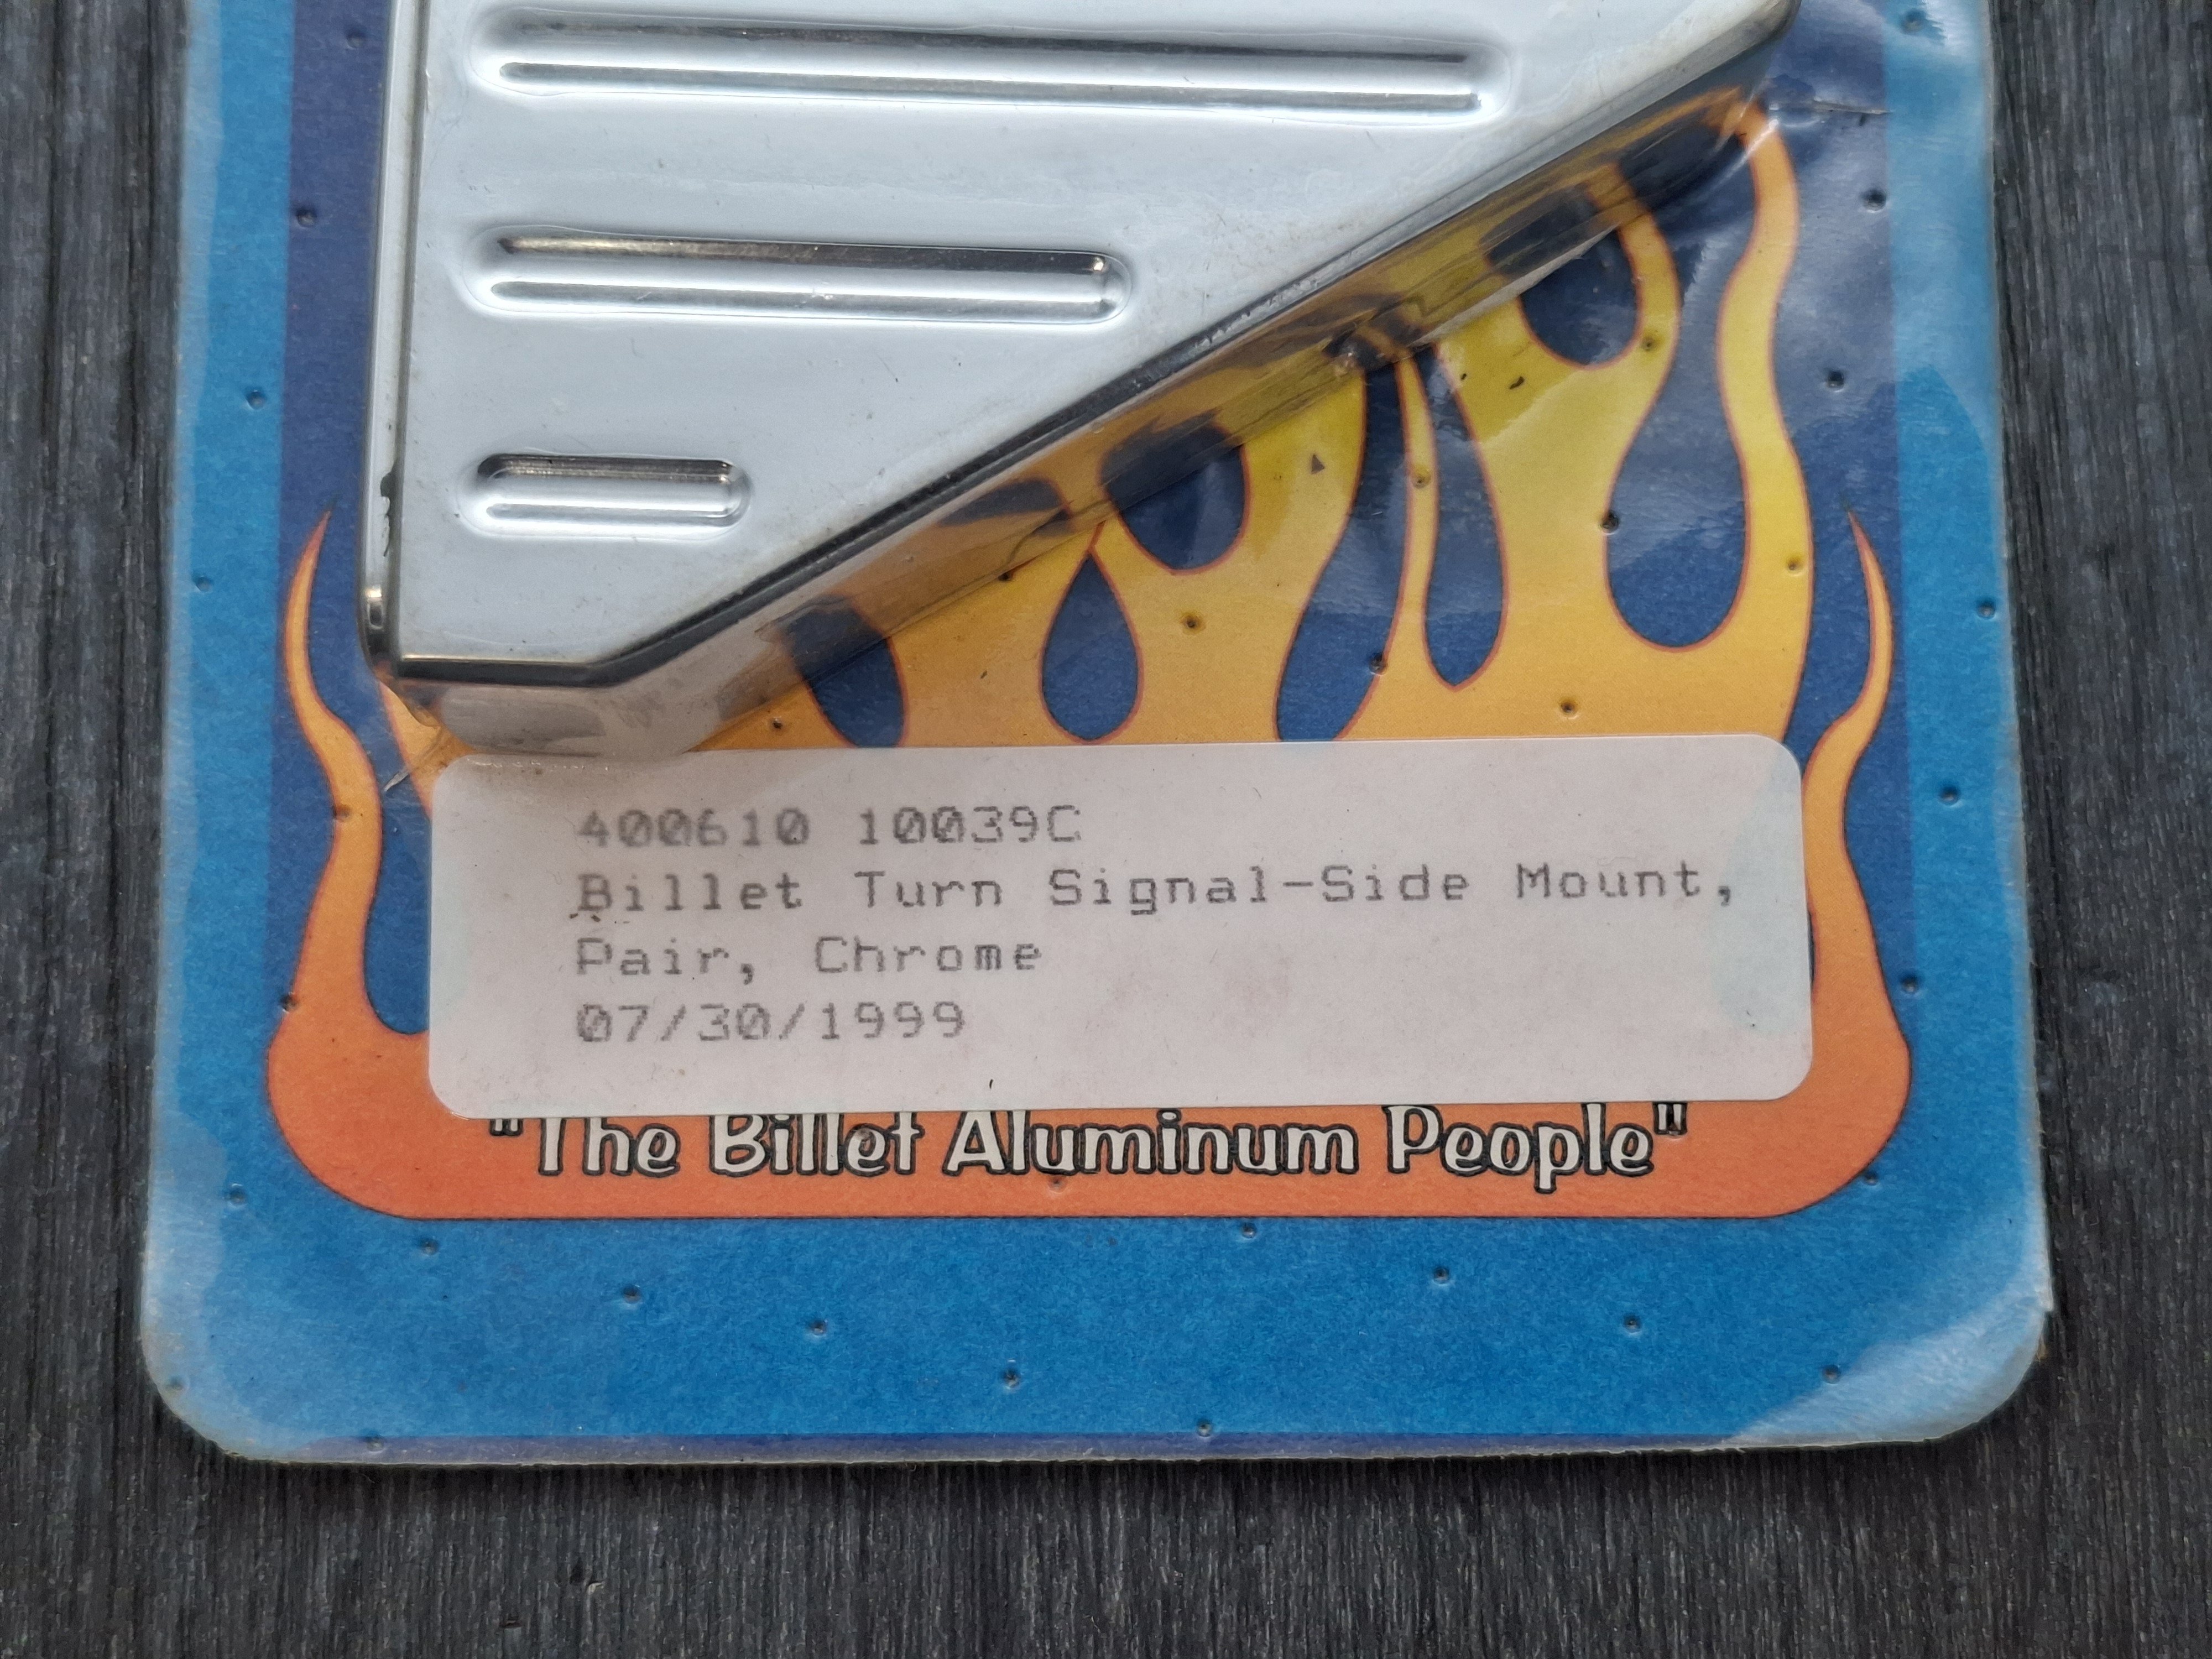 400610 10039C
Billet Turn Signal-Side Mount,
Pair, Chrome
07/30/1999
"The Billet Aluminum People"